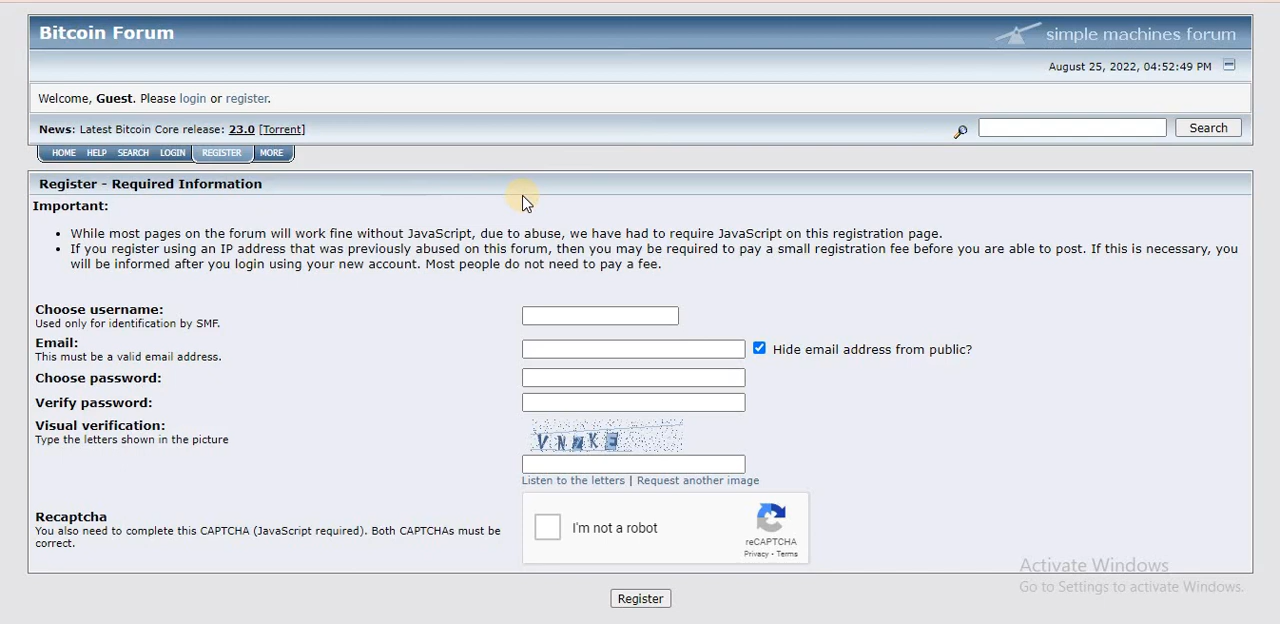 Bitcoin Forum
simple machines forum
August 25, 2022, 04:52:49 PM
Welcome, Guest. Please login or register.
News: Latest Bitcoin Core release: 23.0 [Torrent]
Search
HOME HELP SEARCH LOGIN REGISTER MORE
Register - Required Information
Important:
• While most pages on the forum will work fine without JavaScript, due to abuse, we have had to require JavaScript on this registration page.
• If you register using an IP address that was previously abused on this forum, then you may be required to pay a small registration fee before you are able to post. If this is necessary, you
will be informed after you login using your new account. Most people do not need to pay a fee.
Choose username:
Used only for identification by SMF.
Email:
This must be a valid email address.
Hide email address from public?
Choose password:
Verify password:
Visual verification:
Type the letters shown in the picture
Listen to the letters | Request another image
Recaptcha
You also need to complete this CAPTCHA (JavaScript required). Both CAPTCHAs must be
correct.
I'm not a robot
reCAPTCHA
Privacy - Terms
Activate Windows
Go to Settings to activate Windows.
Register